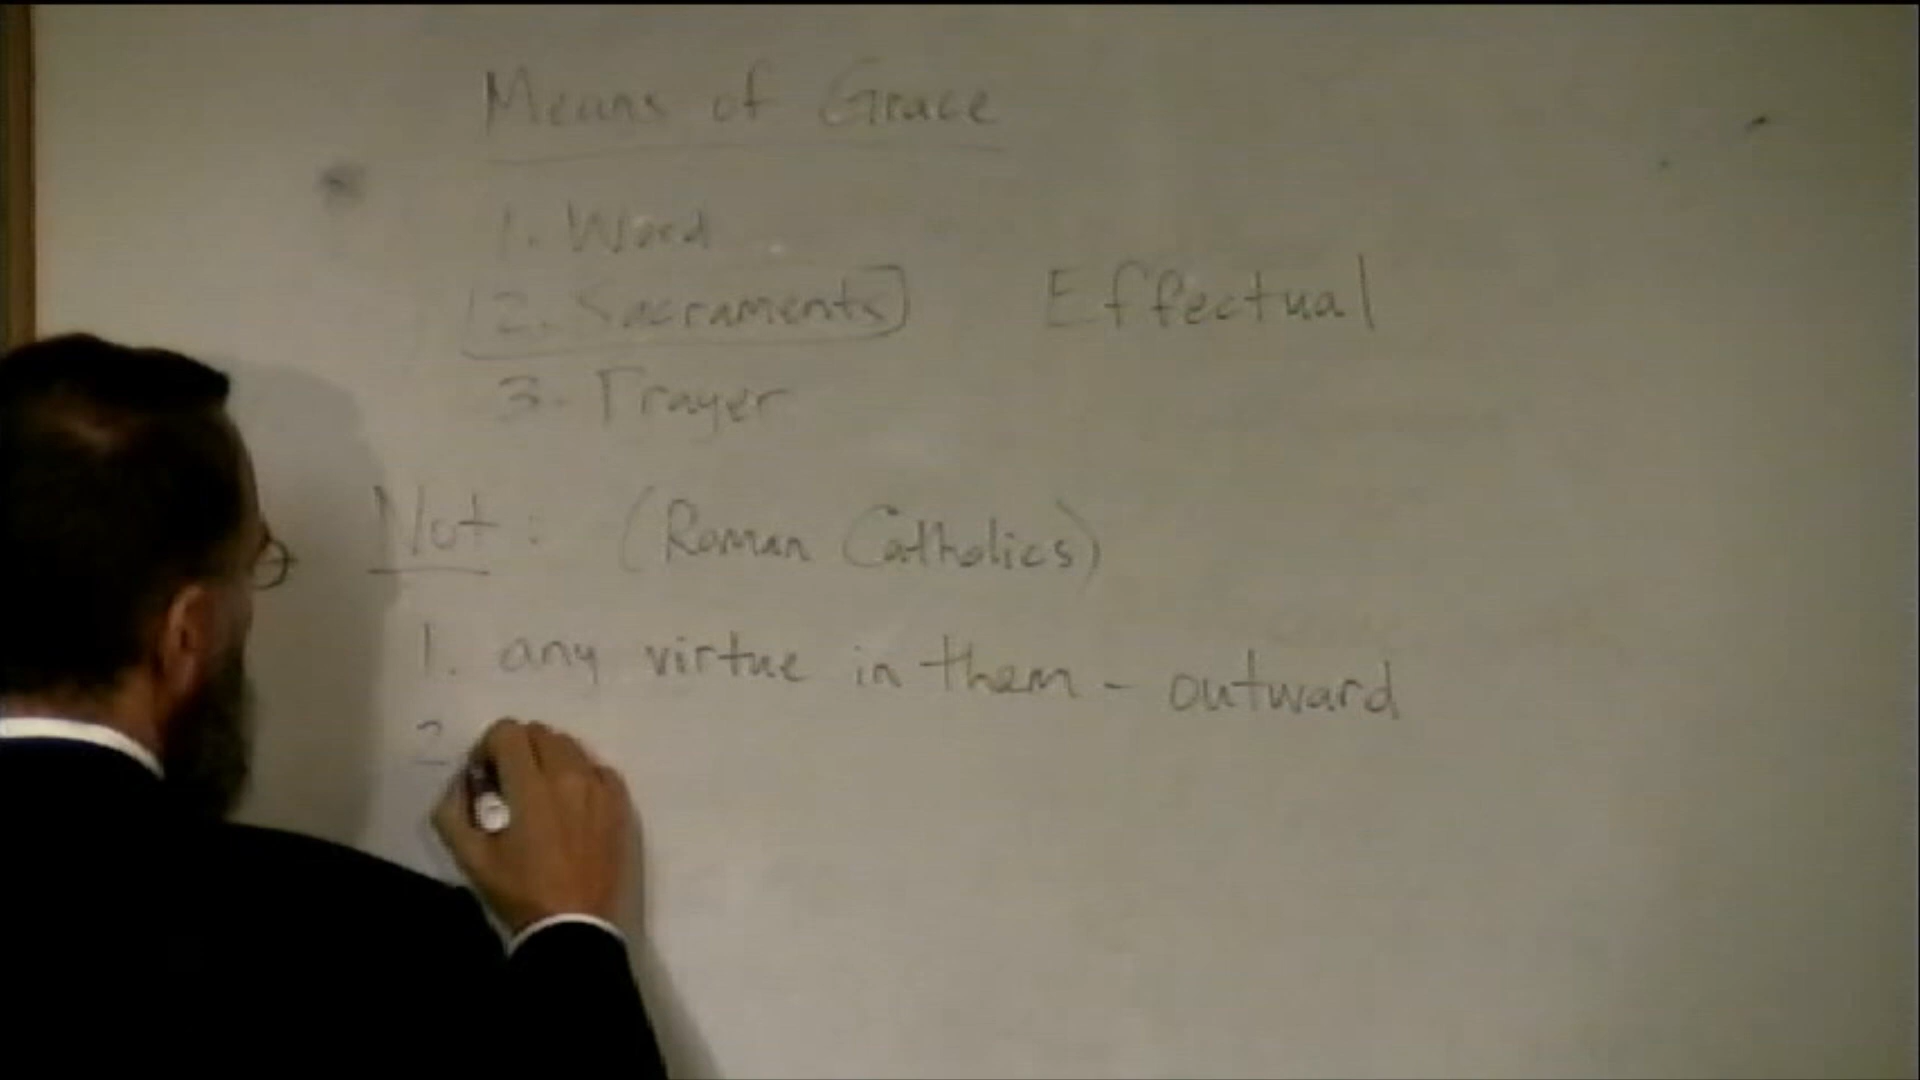 Means of Grace
1. Word
2. Sacraments Effectual
3. Prayer
Not: (Roman Catholics)
1. any virtue in them - outward
2